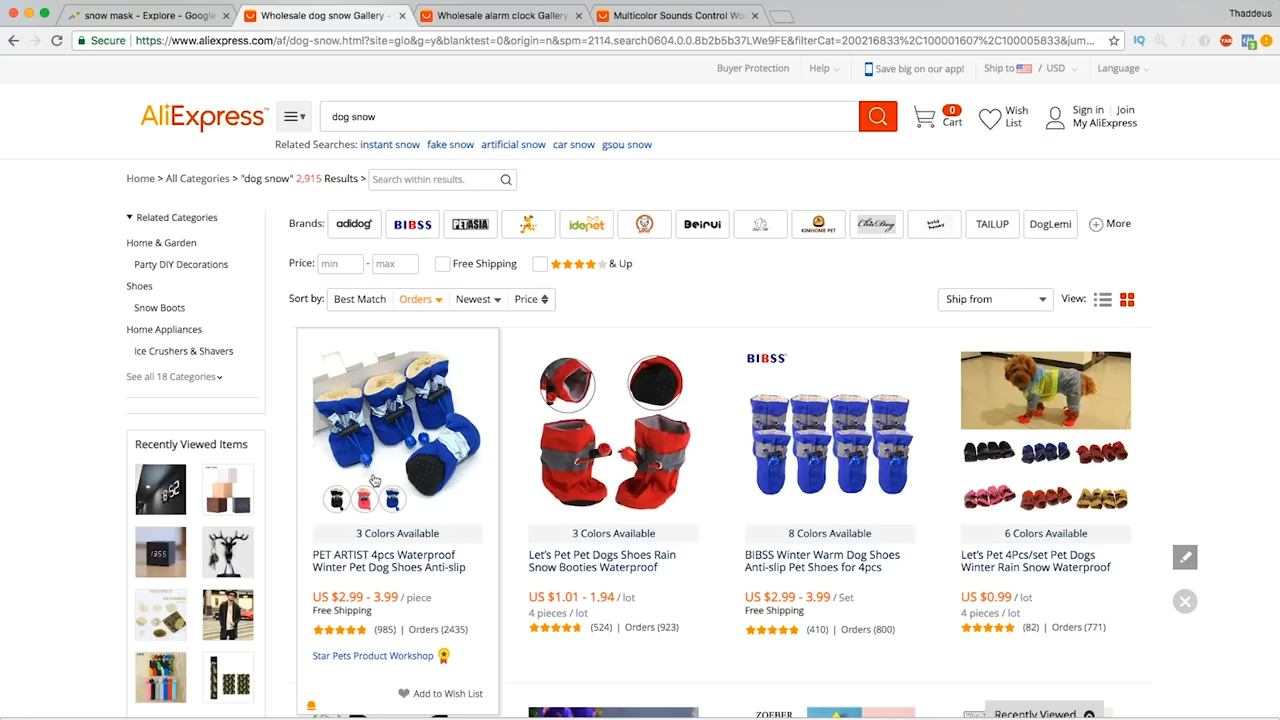 snow mask - Explore - Google
Wholesale dog snow Gallery -
Wholesale alarm clock Gallery
Multicolor Sounds Control Wo
Thaddeus
Secure
https://www.aliexpress.com/af/dog-snow.html?site=glo&g=y&blanktest=0&origin=n&spm=2114.search0604.0.0.8b2b5b37LWe9FE&filterCat=200216833%2C100001607%2C100005833&jum...
Buyer Protection
Help
Save big on our app!
Ship to / USD
Language
AliExpress™
dog snow
0
Cart
Wish
List
Sign in | Join
My AliExpress
Related Searches: instant snow fake snow artificial snow car snow gsou snow
Home > All Categories > "dog snow" 2,915 Results >
Search within results.
Related Categories
Home & Garden
Party DIY Decorations
Shoes
Snow Boots
Home Appliances
Ice Crushers & Shavers
See all 18 Categories
Brands: adidog BIBSS PETASIA idepet Beirui KIMHOME PET TAILUP DogLemi More
Price: min - max Free Shipping & Up
Sort by: Best Match Orders Newest Price
Ship from
View:
Recently Viewed Items
3 Colors Available
PET ARTIST 4pcs Waterproof
Winter Pet Dog Shoes Anti-slip
US $2.99 - 3.99 / piece
Free Shipping
(985) | Orders (2435)
Star Pets Product Workshop
Add to Wish List
3 Colors Available
Let's Pet Pet Dogs Shoes Rain
Snow Booties Waterproof
US $1.01 - 1.94 / lot
4 pieces / lot
(524) | Orders (923)
BIBSS
8 Colors Available
BIBSS Winter Warm Dog Shoes
Anti-slip Pet Shoes for 4pcs
US $2.99 - 3.99 / Set
Free Shipping
(410) | Orders (800)
6 Colors Available
Let's Pet 4Pcs/set Pet Dogs
Winter Rain Snow Waterproof
US $0.99 / lot
4 pieces / lot
(82) | Orders (771)
ZOEBER
Recently Viewed